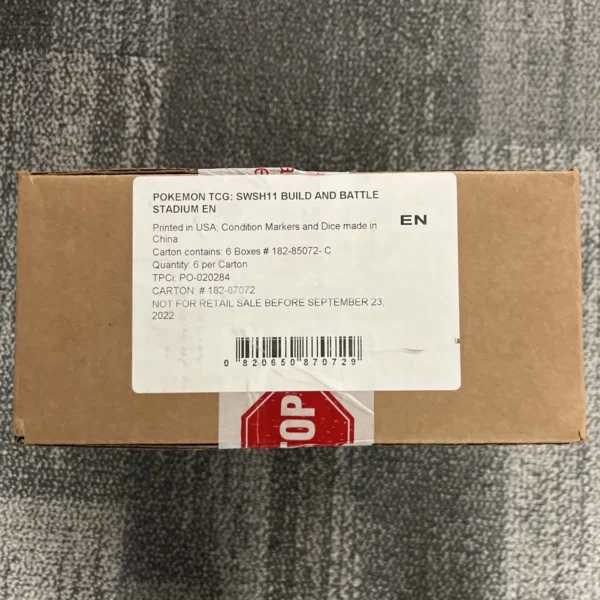 POKEMON TCG: SWSH11 BUILD AND BATTLE
STADIUM EN
EN
Printed in USA, Condition Markers and Dice made in
China
Carton contains: 6 Boxes # 182-85072- C
Quantity: 6 per Carton
TPCi: PO-020284
CARTON: # 182-87072
NOT FOR RETAIL SALE BEFORE SEPTEMBER 23,
2022
0 820650 870729
TOP